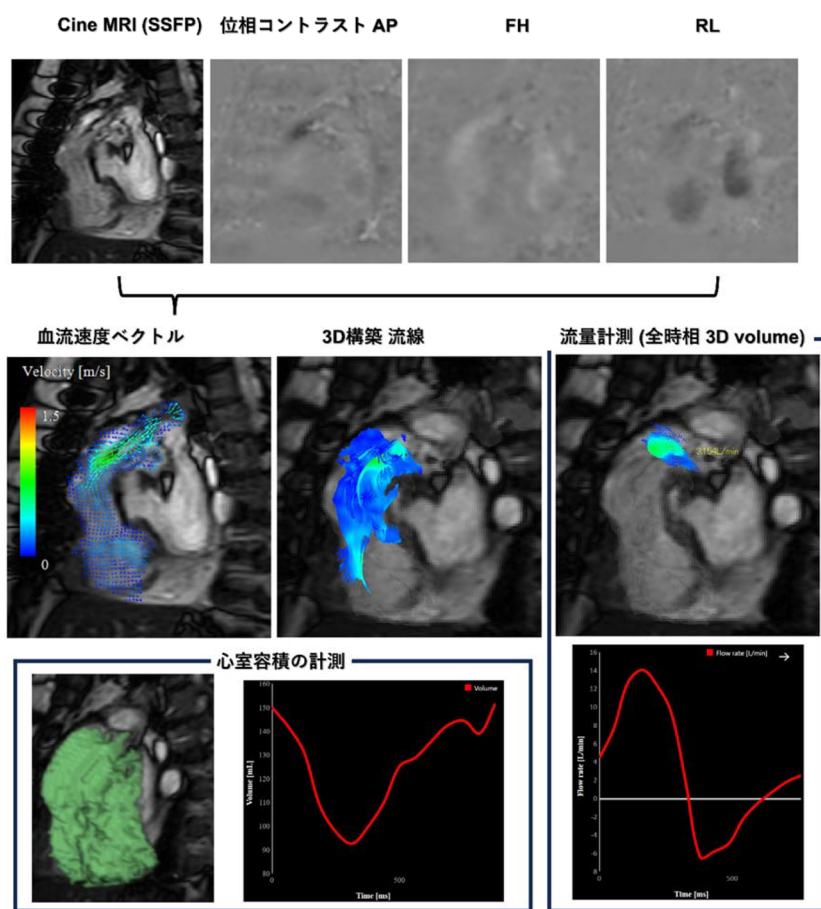 Cine MRI (SSFP) 位相コントラスト AP FH RL
血流速度ベクトル 3D構築 流線 流量計測 (全時相 3D volume)
Velocity [m/s]
1.5
0
心室容積の計測
Volume
160
150
140
130
120
110
100
90
80
Volume [mL]
500
Time [ms]
Flow rate [L/min] →
16
14
12
10
8
6
4
2
0
-2
-4
-6
-8
Flow rate [L/min]
0
500
Time [ms]